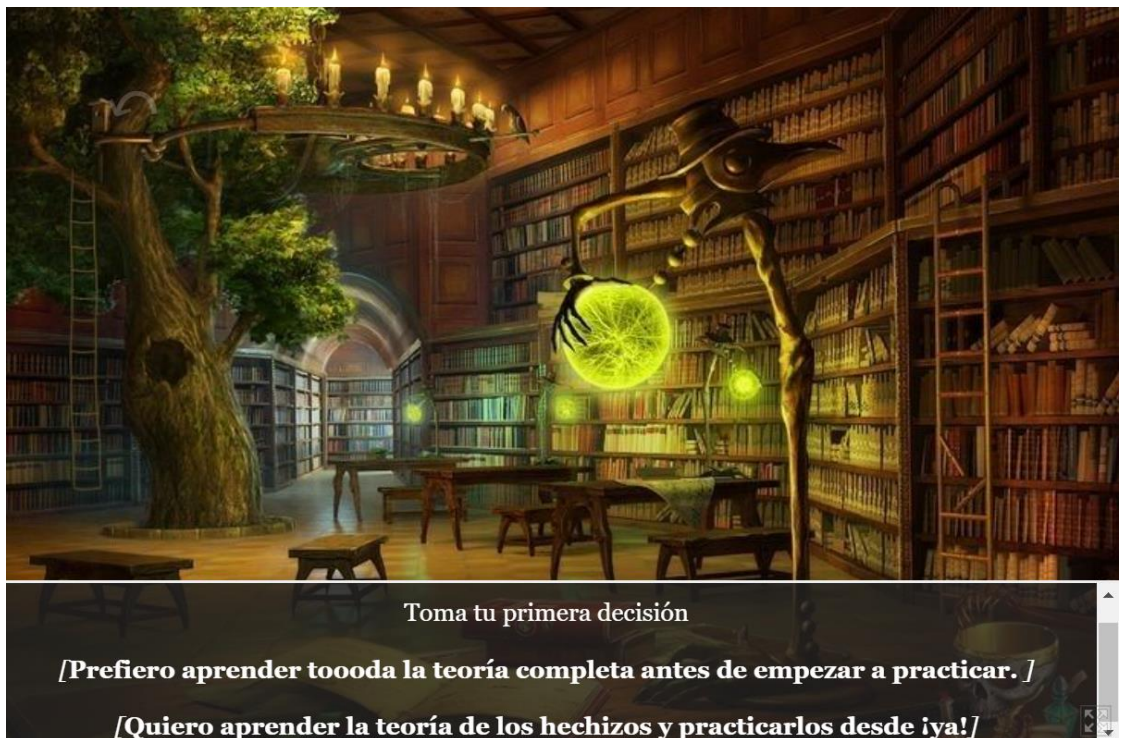 Toma tu primera decisión
[Prefiero aprender toooda la teoría completa antes de empezar a practicar. ]
[Quiero aprender la teoría de los hechizos y practicarlos desde ¡ya!]